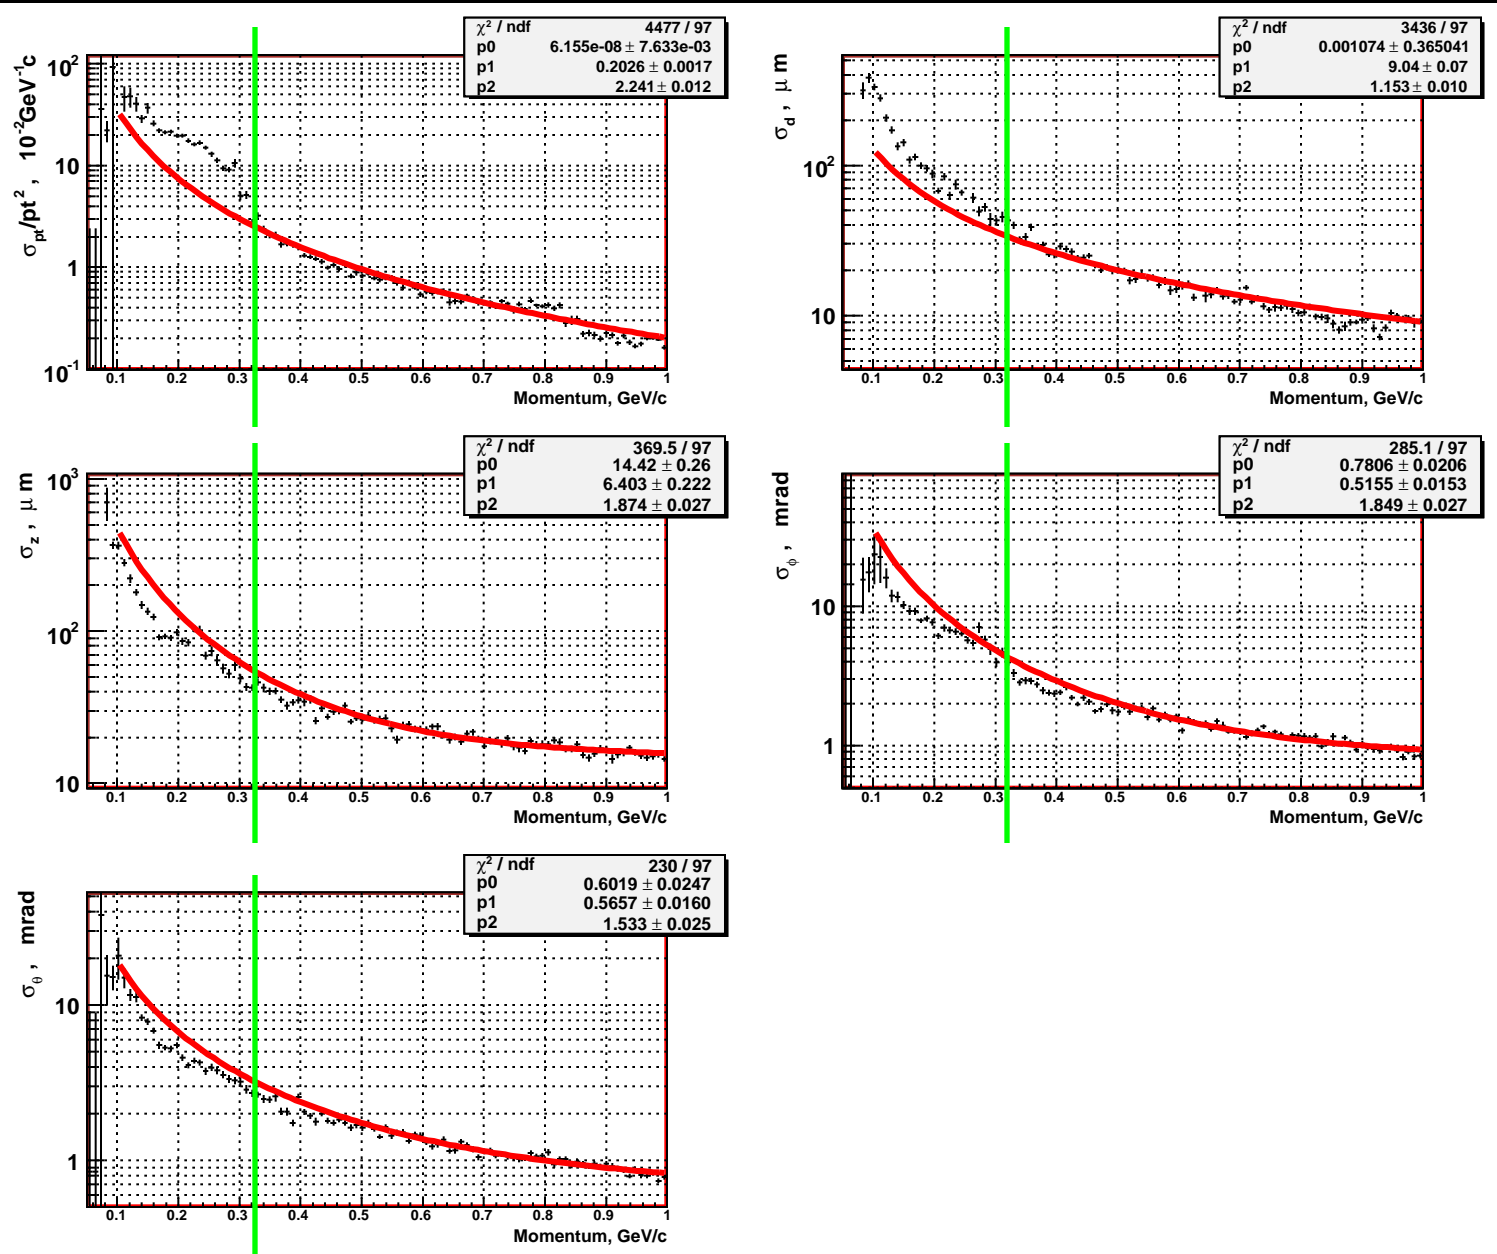 χ² / ndf 4477 / 97
p0 6.155e-08 ± 7.633e-03
p1 0.2026 ± 0.0017
p2 2.241 ± 0.012
σpt/pt² , 10⁻²GeV⁻¹c
10²
10
1
10⁻¹
0.1 0.2 0.3 0.4 0.5 0.6 0.7 0.8 0.9 1
Momentum, GeV/c
χ² / ndf 3436 / 97
p0 0.001074 ± 0.365041
p1 9.04 ± 0.07
p2 1.153 ± 0.010
σd , μ m
10²
10
0.1 0.2 0.3 0.4 0.5 0.6 0.7 0.8 0.9 1
Momentum, GeV/c
χ² / ndf 369.5 / 97
p0 14.42 ± 0.26
p1 6.403 ± 0.222
p2 1.874 ± 0.027
σz , μ m
10³
10²
10
0.1 0.2 0.3 0.4 0.5 0.6 0.7 0.8 0.9 1
Momentum, GeV/c
χ² / ndf 285.1 / 97
p0 0.7806 ± 0.0206
p1 0.5155 ± 0.0153
p2 1.849 ± 0.027
σφ , mrad
10
1
0.1 0.2 0.3 0.4 0.5 0.6 0.7 0.8 0.9 1
Momentum, GeV/c
χ² / ndf 230 / 97
p0 0.6019 ± 0.0247
p1 0.5657 ± 0.0160
p2 1.533 ± 0.025
σθ , mrad
10
1
0.1 0.2 0.3 0.4 0.5 0.6 0.7 0.8 0.9 1
Momentum, GeV/c